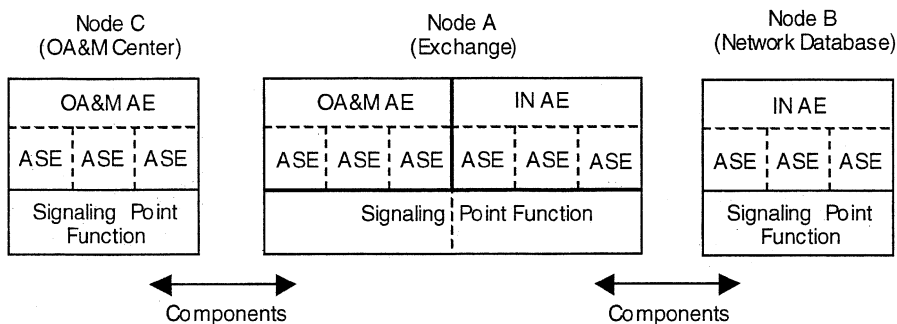 Node C
(OA&M Center)
Node A
(Exchange)
Node B
(Network Database)
OA&M AE
ASE ASE ASE
Signaling Point
Function
OA&M AE IN AE
ASE ASE ASE ASE ASE ASE
Signaling Point Function
IN AE
ASE ASE ASE
Signaling Point
Function
Components
Components